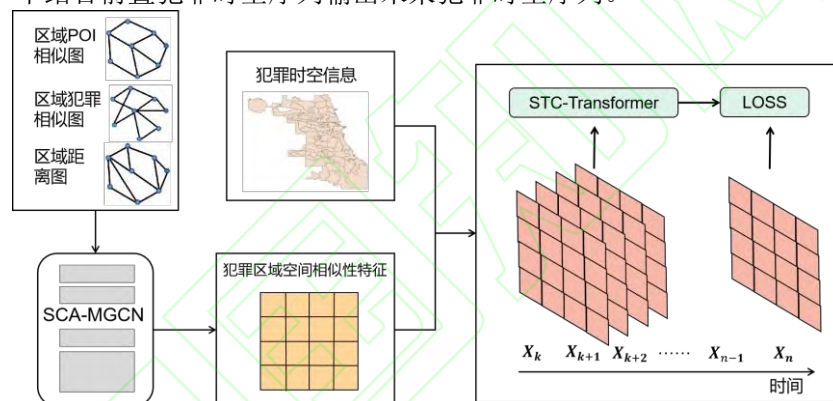 区域POI
相似图
区域犯罪
相似图
区域距
离图
犯罪时空信息
STC-Transformer
LOSS
SCA-MGCN
犯罪区域空间相似性特征
X_k X_{k+1} X_{k+2} …… X_{n-1} X_n
时间